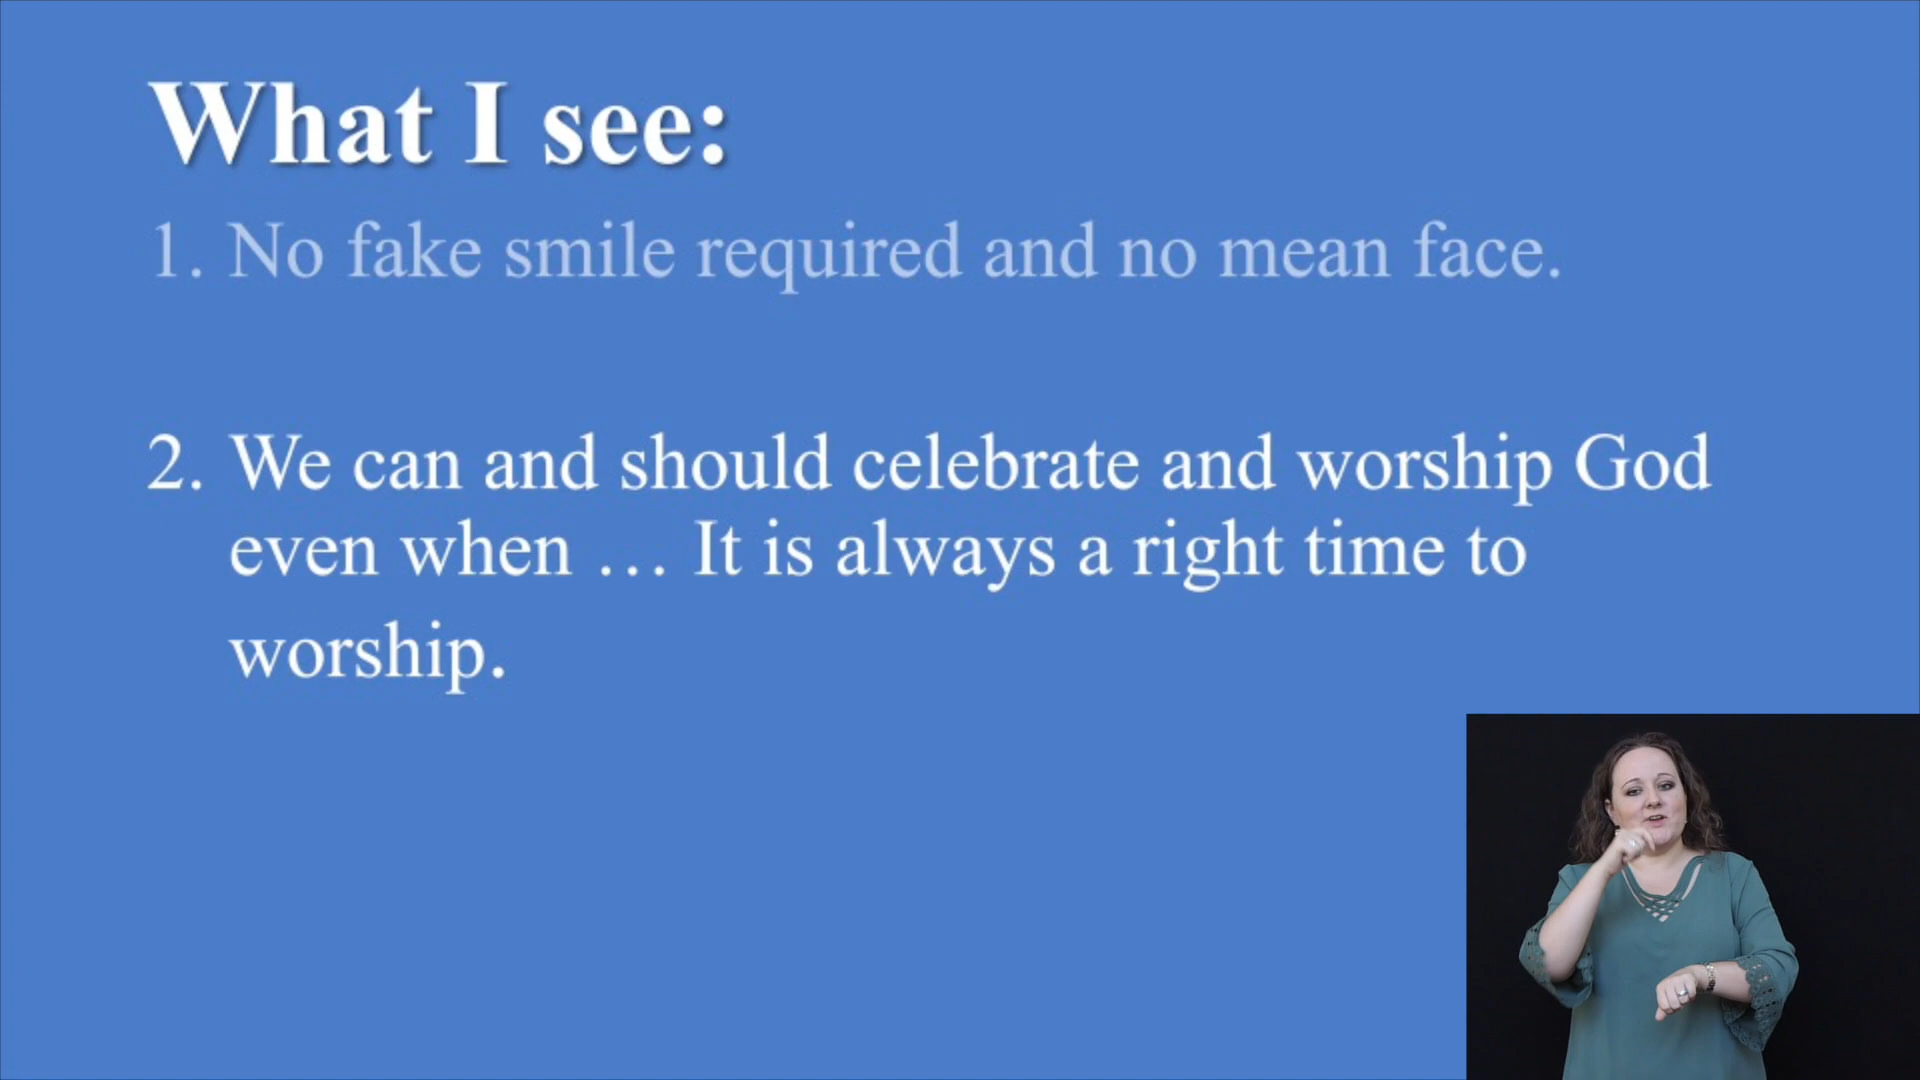 What I see:
1. No fake smile required and no mean face.
2. We can and should celebrate and worship God
even when … It is always a right time to
worship.